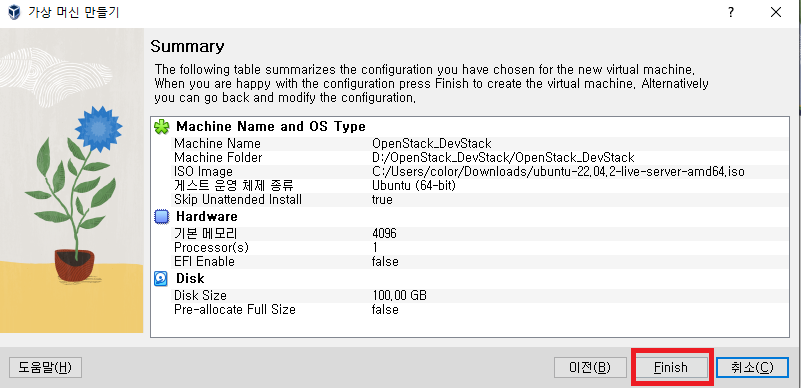 가상 머신 만들기
?
Summary
The following table summarizes the configuration you have chosen for the new virtual machine.
When you are happy with the configuration press Finish to create the virtual machine. Alternatively
you can go back and modify the configuration.
Machine Name and OS Type
Machine Name OpenStack_DevStack
Machine Folder D:/OpenStack_DevStack/OpenStack_DevStack
ISO Image C:/Users/color/Downloads/ubuntu-22.04.2-live-server-amd64.iso
게스트 운영 체제 종류 Ubuntu (64-bit)
Skip Unattended Install true
Hardware
기본 메모리 4096
Processor(s) 1
EFI Enable false
Disk
Disk Size 100.00 GB
Pre-allocate Full Size false
도움말(H) 이전(B) Finish 취소(C)